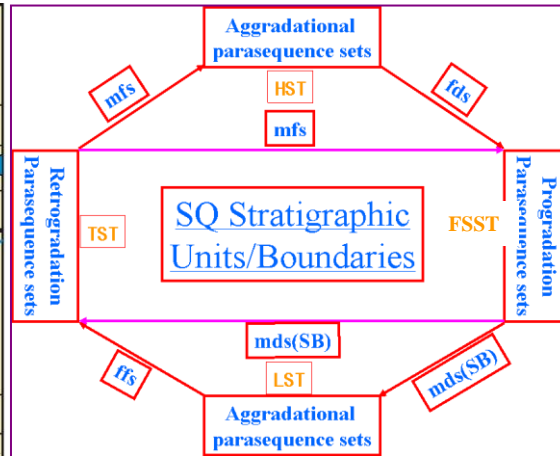 Aggradational
parasequence sets
mfs
HST
fds
mfs
Retrogradation
Parasequence sets
TST
SQ Stratigraphic
Units/Boundaries
FSST
Progradation
Parasequence sets
mds(SB)
ffs
LST
mds(SB)
Aggradational
parasequence sets